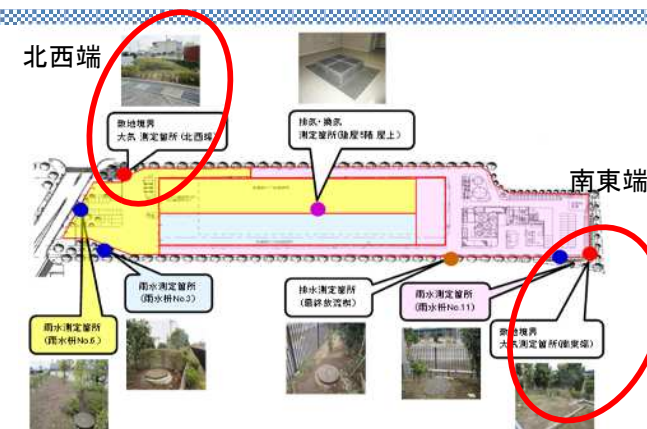 北西端
敷地境界
大気 測定箇所（北西端）
排気・換気
測定箇所（建屋5階 屋上）
南東端
雨水測定箇所
（雨水枡No.3）
雨水測定箇所
（雨水枡No.6）
排水測定箇所
（最終放流槽）
雨水測定箇所
（雨水枡No.11）
敷地境界
大気測定箇所（南東端）